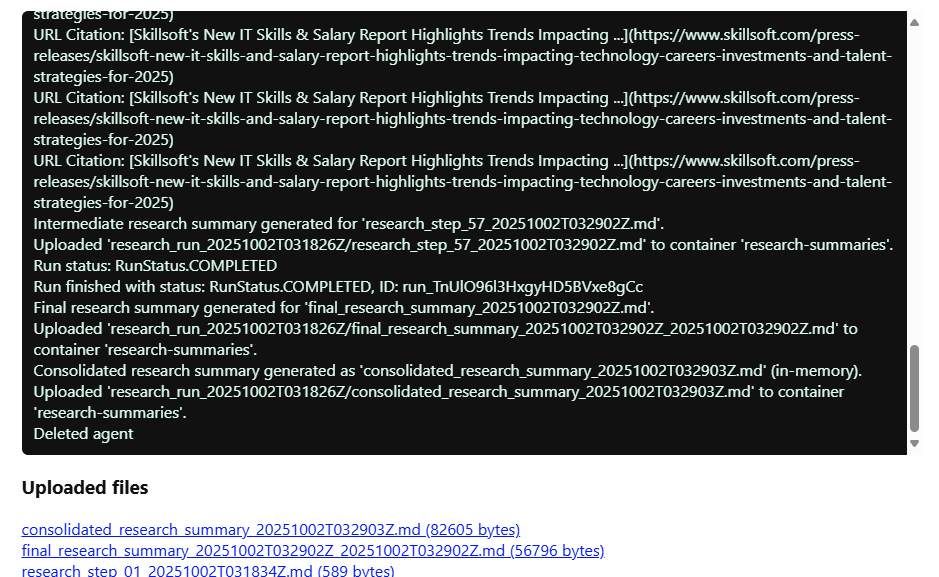 strategies-for-2025)
URL Citation: [Skillsoft's New IT Skills & Salary Report Highlights Trends Impacting ...](https://www.skillsoft.com/press-
releases/skillsoft-new-it-skills-and-salary-report-highlights-trends-impacting-technology-careers-investments-and-talent-
strategies-for-2025)
URL Citation: [Skillsoft's New IT Skills & Salary Report Highlights Trends Impacting ...](https://www.skillsoft.com/press-
releases/skillsoft-new-it-skills-and-salary-report-highlights-trends-impacting-technology-careers-investments-and-talent-
strategies-for-2025)
URL Citation: [Skillsoft's New IT Skills & Salary Report Highlights Trends Impacting ...](https://www.skillsoft.com/press-
releases/skillsoft-new-it-skills-and-salary-report-highlights-trends-impacting-technology-careers-investments-and-talent-
strategies-for-2025)
Intermediate research summary generated for 'research_step_57_20251002T032902Z.md'.
Uploaded 'research_run_20251002T031826Z/research_step_57_20251002T032902Z.md' to container 'research-summaries'.
Run status: RunStatus.COMPLETED
Run finished with status: RunStatus.COMPLETED, ID: run_TnUlO96l3HxgyHD5BVxe8gCc
Final research summary generated for 'final_research_summary_20251002T032902Z.md'.
Uploaded 'research_run_20251002T031826Z/final_research_summary_20251002T032902Z_20251002T032902Z.md' to
container 'research-summaries'.
Consolidated research summary generated as 'consolidated_research_summary_20251002T032903Z.md' (in-memory).
Uploaded 'research_run_20251002T031826Z/consolidated_research_summary_20251002T032903Z.md' to container
'research-summaries'.
Deleted agent
Uploaded files
consolidated_research_summary_20251002T032903Z.md (82605 bytes)
final_research_summary_20251002T032902Z_20251002T032902Z.md (56796 bytes)
research_step_01_20251002T031834Z.md (589 bytes)